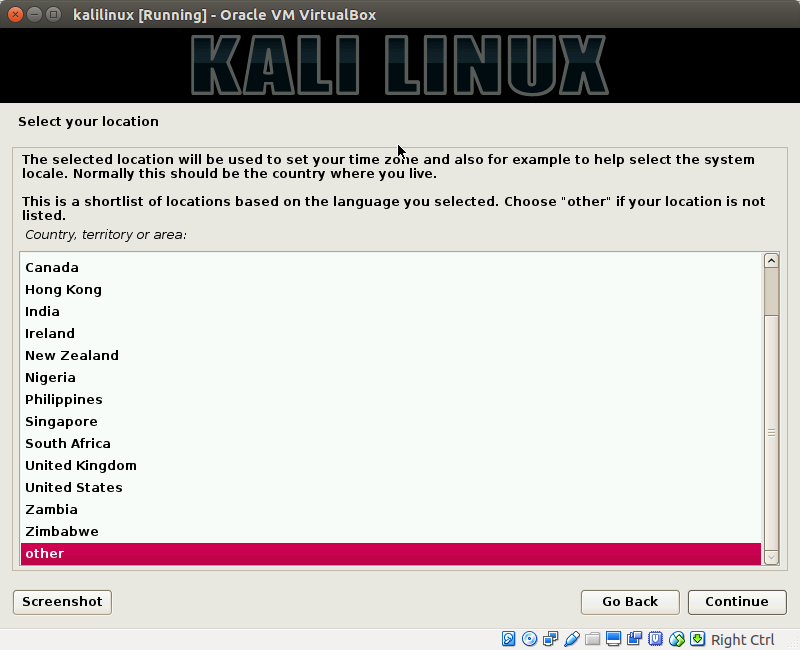 kalilinux [Running] - Oracle VM VirtualBox
KALI LINUX
Select your location
The selected location will be used to set your time zone and also for example to help select the system
locale. Normally this should be the country where you live.
This is a shortlist of locations based on the language you selected. Choose "other" if your location is not
listed.
Country, territory or area:
Canada
Hong Kong
India
Ireland
New Zealand
Nigeria
Philippines
Singapore
South Africa
United Kingdom
United States
Zambia
Zimbabwe
other
Screenshot
Go Back
Continue
Right Ctrl